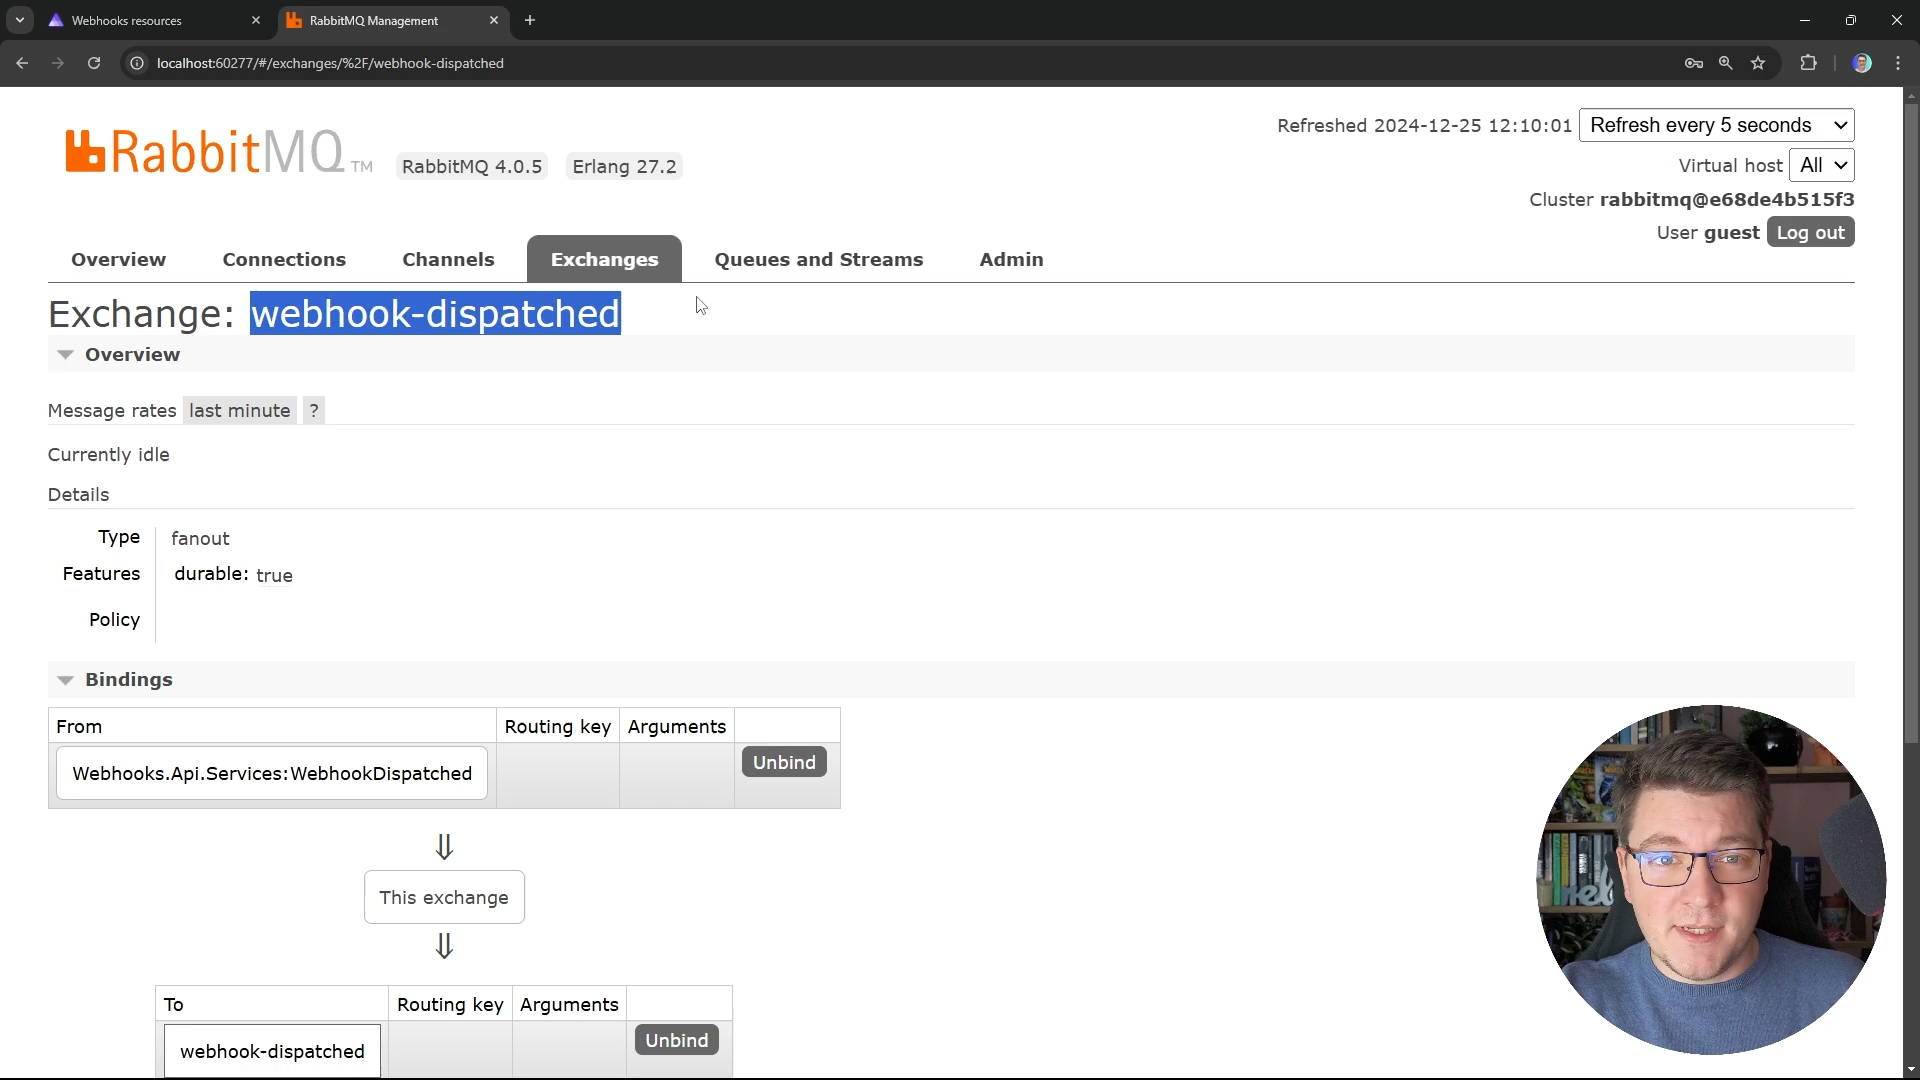 Webhooks resources
RabbitMQ Management
localhost:60277/#/exchanges/%2F/webhook-dispatched
RabbitMQ TM
RabbitMQ 4.0.5
Erlang 27.2
Refreshed 2024-12-25 12:10:01
Refresh every 5 seconds
Virtual host
All
Cluster rabbitmq@e68de4b515f3
User guest
Log out
Overview
Connections
Channels
Exchanges
Queues and Streams
Admin
Exchange: webhook-dispatched
Overview
Message rates last minute ?
Currently idle
Details
Type fanout
Features durable: true
Policy
Bindings
From Routing key Arguments
Webhooks.Api.Services:WebhookDispatched Unbind
⇓
This exchange
⇓
To Routing key Arguments
webhook-dispatched Unbind